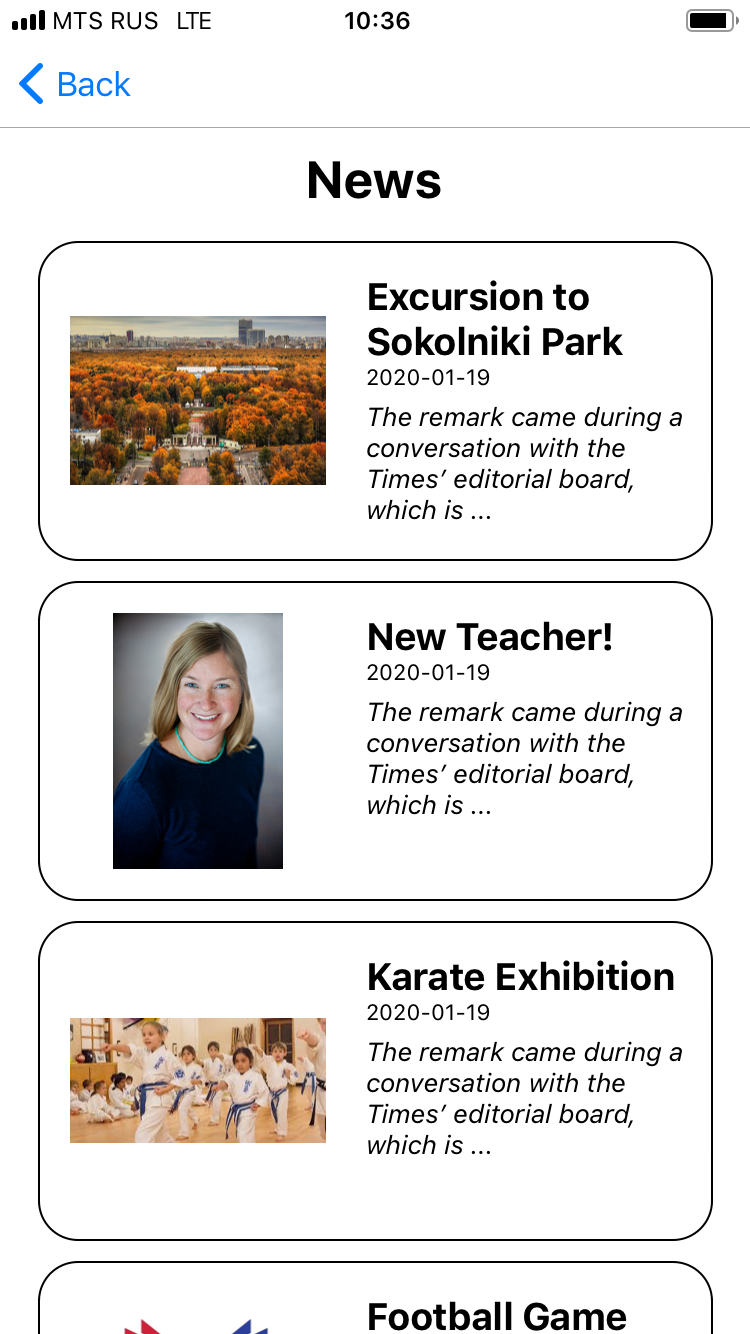 MTS RUS LTE 10:36
Back
News
Excursion to
Sokolniki Park
2020-01-19
The remark came during a
conversation with the
Times’ editorial board,
which is ...
New Teacher!
2020-01-19
The remark came during a
conversation with the
Times’ editorial board,
which is ...
Karate Exhibition
2020-01-19
The remark came during a
conversation with the
Times’ editorial board,
which is ...
Football Game